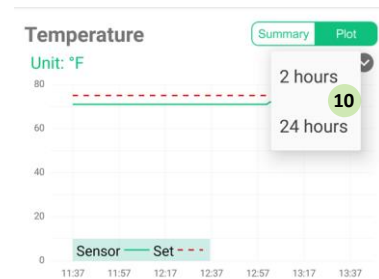 Temperature
Summary Plot
Unit: °F
2 hours
10
24 hours
80
60
40
20
0
Sensor Set
11:37 11:57 12:17 12:37 12:57 13:17 13:37